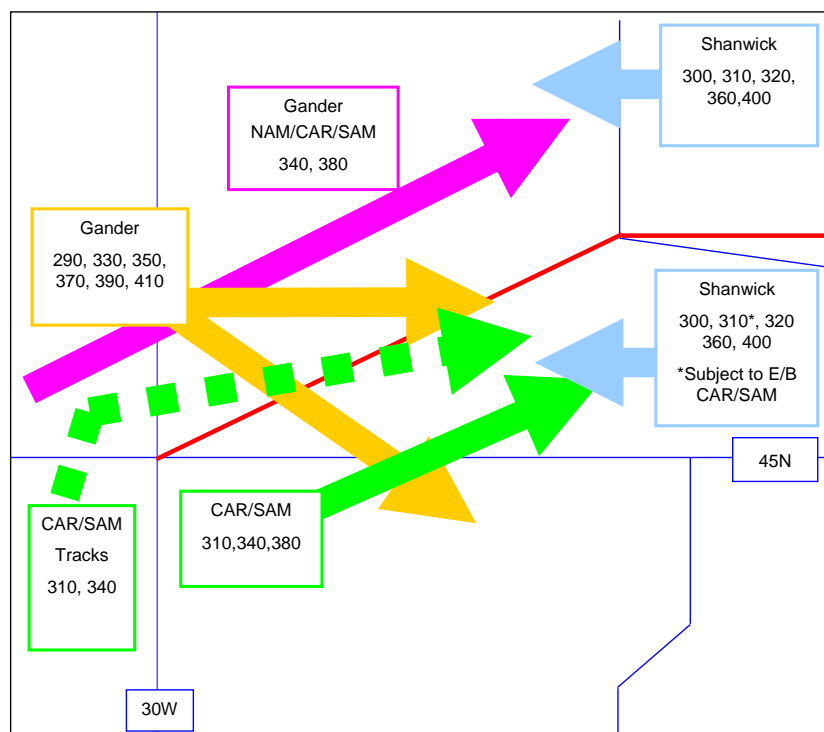 Shanwick
300, 310, 320,
360,400
Gander
NAM/CAR/SAM
340, 380
Gander
290, 330, 350,
370, 390, 410
Shanwick
300, 310*, 320
360, 400
*Subject to E/B
CAR/SAM
45N
CAR/SAM
Tracks
310, 340
CAR/SAM
310,340,380
30W